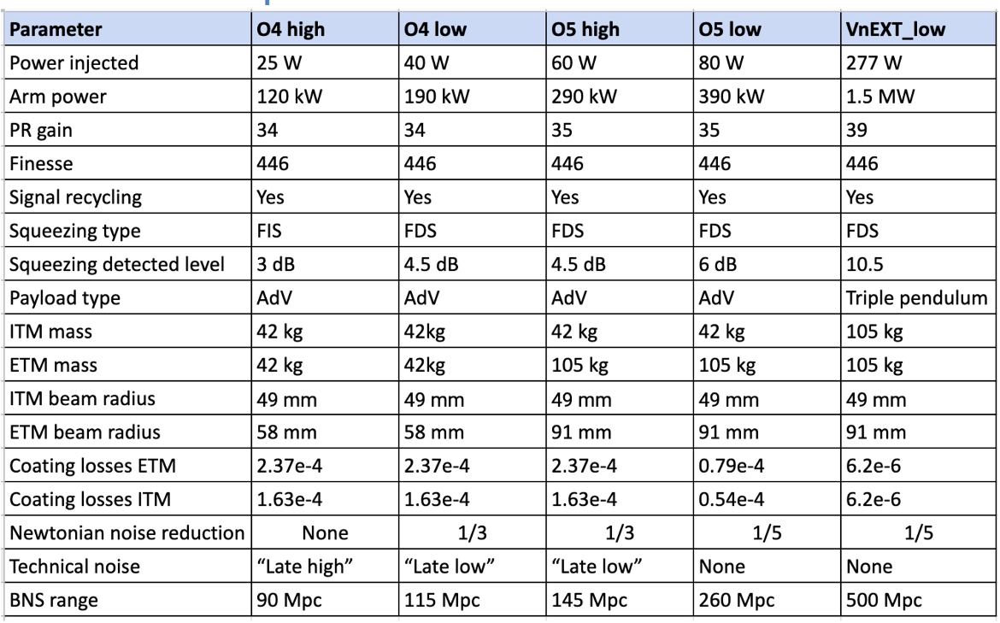 Parameter O4 high O4 low O5 high O5 low VnEXT_low
Power injected 25 W 40 W 60 W 80 W 277 W
Arm power 120 kW 190 kW 290 kW 390 kW 1.5 MW
PR gain 34 34 35 35 39
Finesse 446 446 446 446 446
Signal recycling Yes Yes Yes Yes Yes
Squeezing type FIS FDS FDS FDS FDS
Squeezing detected level 3 dB 4.5 dB 4.5 dB 6 dB 10.5
Payload type AdV AdV AdV AdV Triple pendulum
ITM mass 42 kg 42kg 42 kg 42 kg 105 kg
ETM mass 42 kg 42kg 105 kg 105 kg 105 kg
ITM beam radius 49 mm 49 mm 49 mm 49 mm 49 mm
ETM beam radius 58 mm 58 mm 91 mm 91 mm 91 mm
Coating losses ETM 2.37e-4 2.37e-4 2.37e-4 0.79e-4 6.2e-6
Coating losses ITM 1.63e-4 1.63e-4 1.63e-4 0.54e-4 6.2e-6
Newtonian noise reduction None 1/3 1/3 1/5 1/5
Technical noise “Late high” “Late low” “Late low” None None
BNS range 90 Mpc 115 Mpc 145 Mpc 260 Mpc 500 Mpc